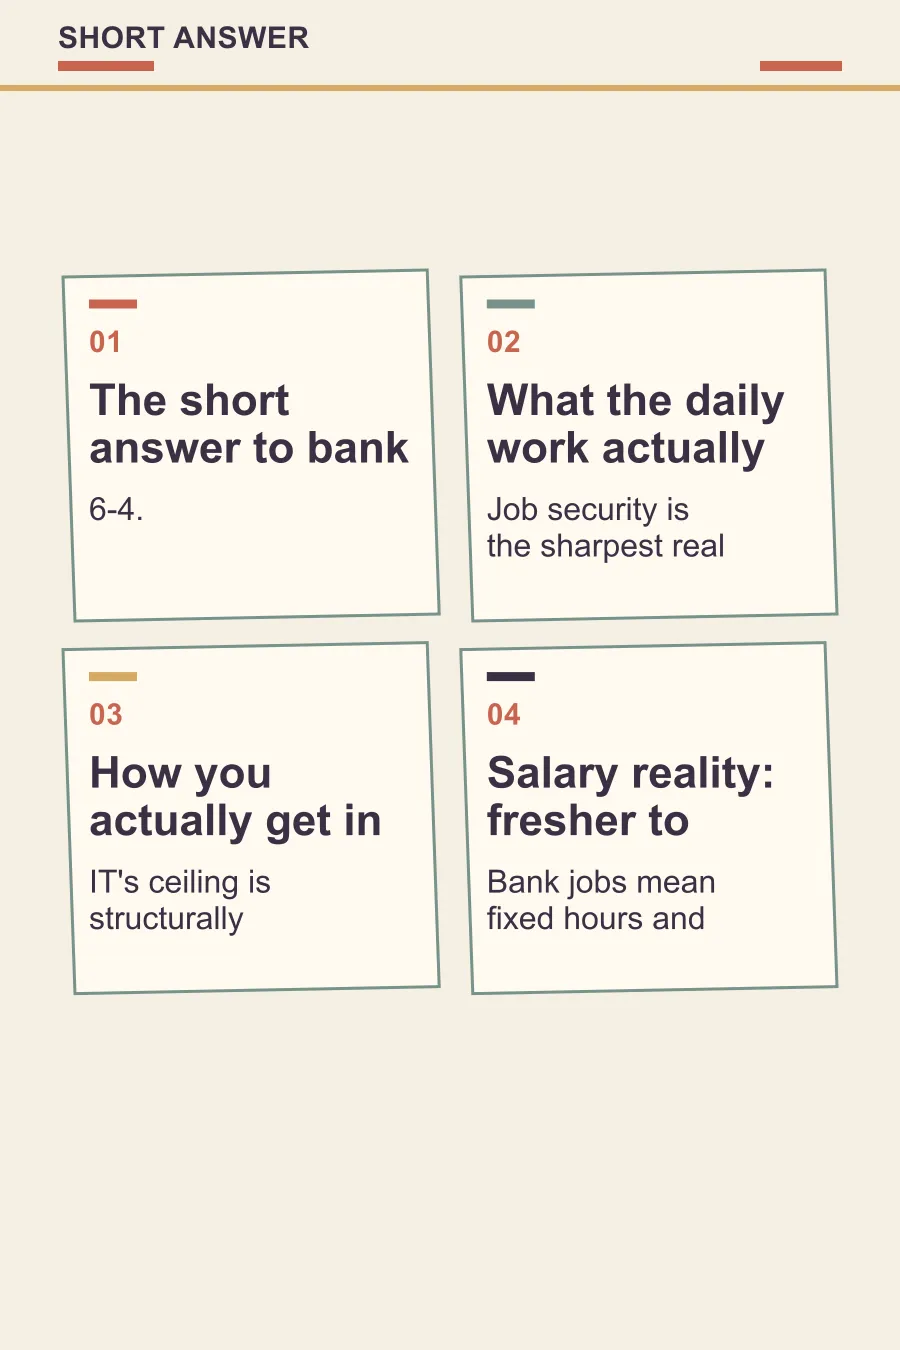 SHORT ANSWER
01
The short
answer to bank
6-4.
02
What the daily
work actually
Job security is
the sharpest real
03
How you
actually get in
IT's ceiling is
structurally
04
Salary reality:
fresher to
Bank jobs mean
fixed hours and